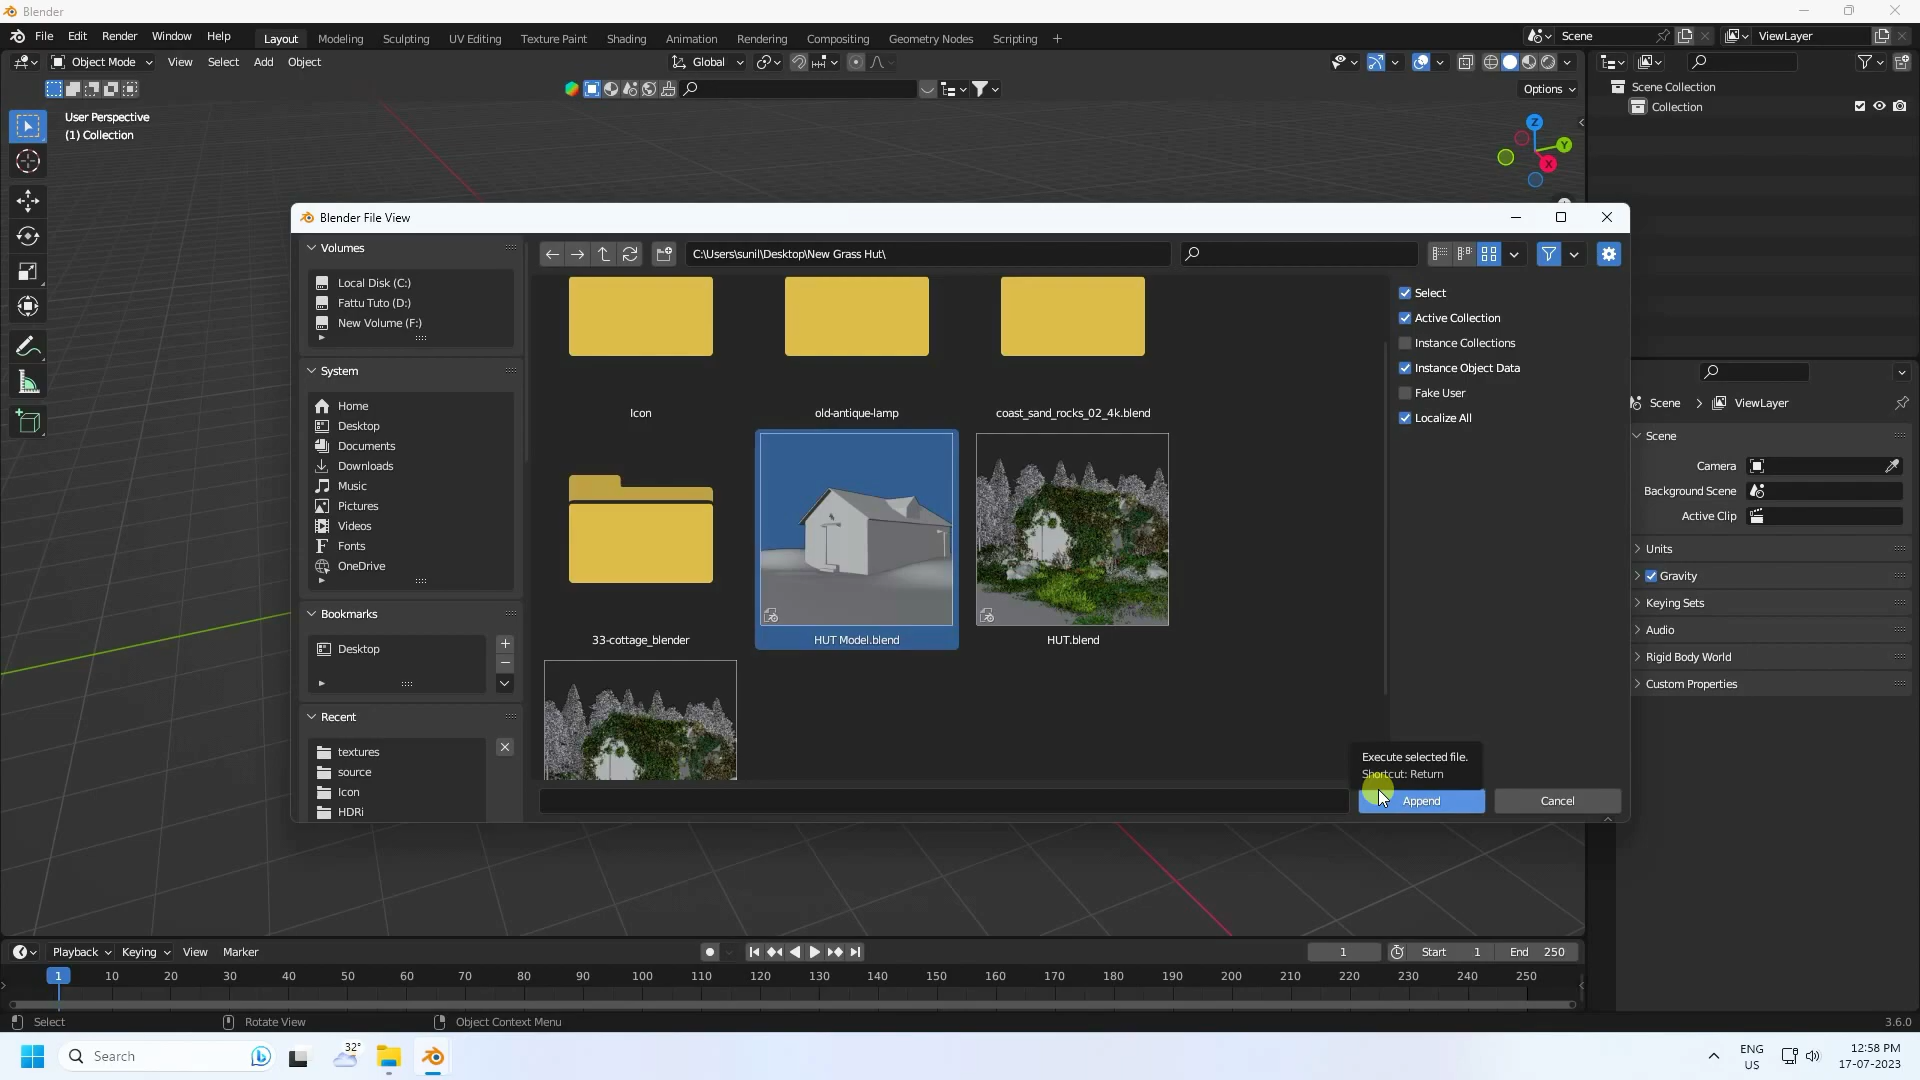 Blender
File Edit Render Window Help Layout Modeling Sculpting UV Editing Texture Paint Shading Animation Rendering Compositing Geometry Nodes Scripting + Scene ViewLayer
Object Mode View Select Add Object Global
Options
Scene Collection
Collection
User Perspective
(1) Collection
Z
Y
X
Blender File View
Volumes
Local Disk (C:)
Fattu Tuto (D:)
New Volume (F:)
System
Home
Desktop
Documents
Downloads
Music
Pictures
Videos
Fonts
OneDrive
Bookmarks
Desktop
Recent
textures
source
Icon
HDRi
C:\Users\sunil\Desktop\New Grass Hut\
Icon
old-antique-lamp
coast_sand_rocks_02_4k.blend
33-cottage_blender
HUT Model.blend
HUT.blend
Select
Active Collection
Instance Collections
Instance Object Data
Fake User
Localize All
Execute selected file.
Shortcut: Return
Append
Cancel
Scene > ViewLayer
Scene
Camera
Background Scene
Active Clip
Units
Gravity
Keying Sets
Audio
Rigid Body World
Custom Properties
Playback Keying View Marker 1 Start 1 End 250
1 10 20 30 40 50 60 70 80 90 100 110 120 130 140 150 160 170 180 190 200 210 220 230 240 250
Select Rotate View Object Context Menu 3.6.0
Search
32°
ENG
US
12:58 PM
17-07-2023